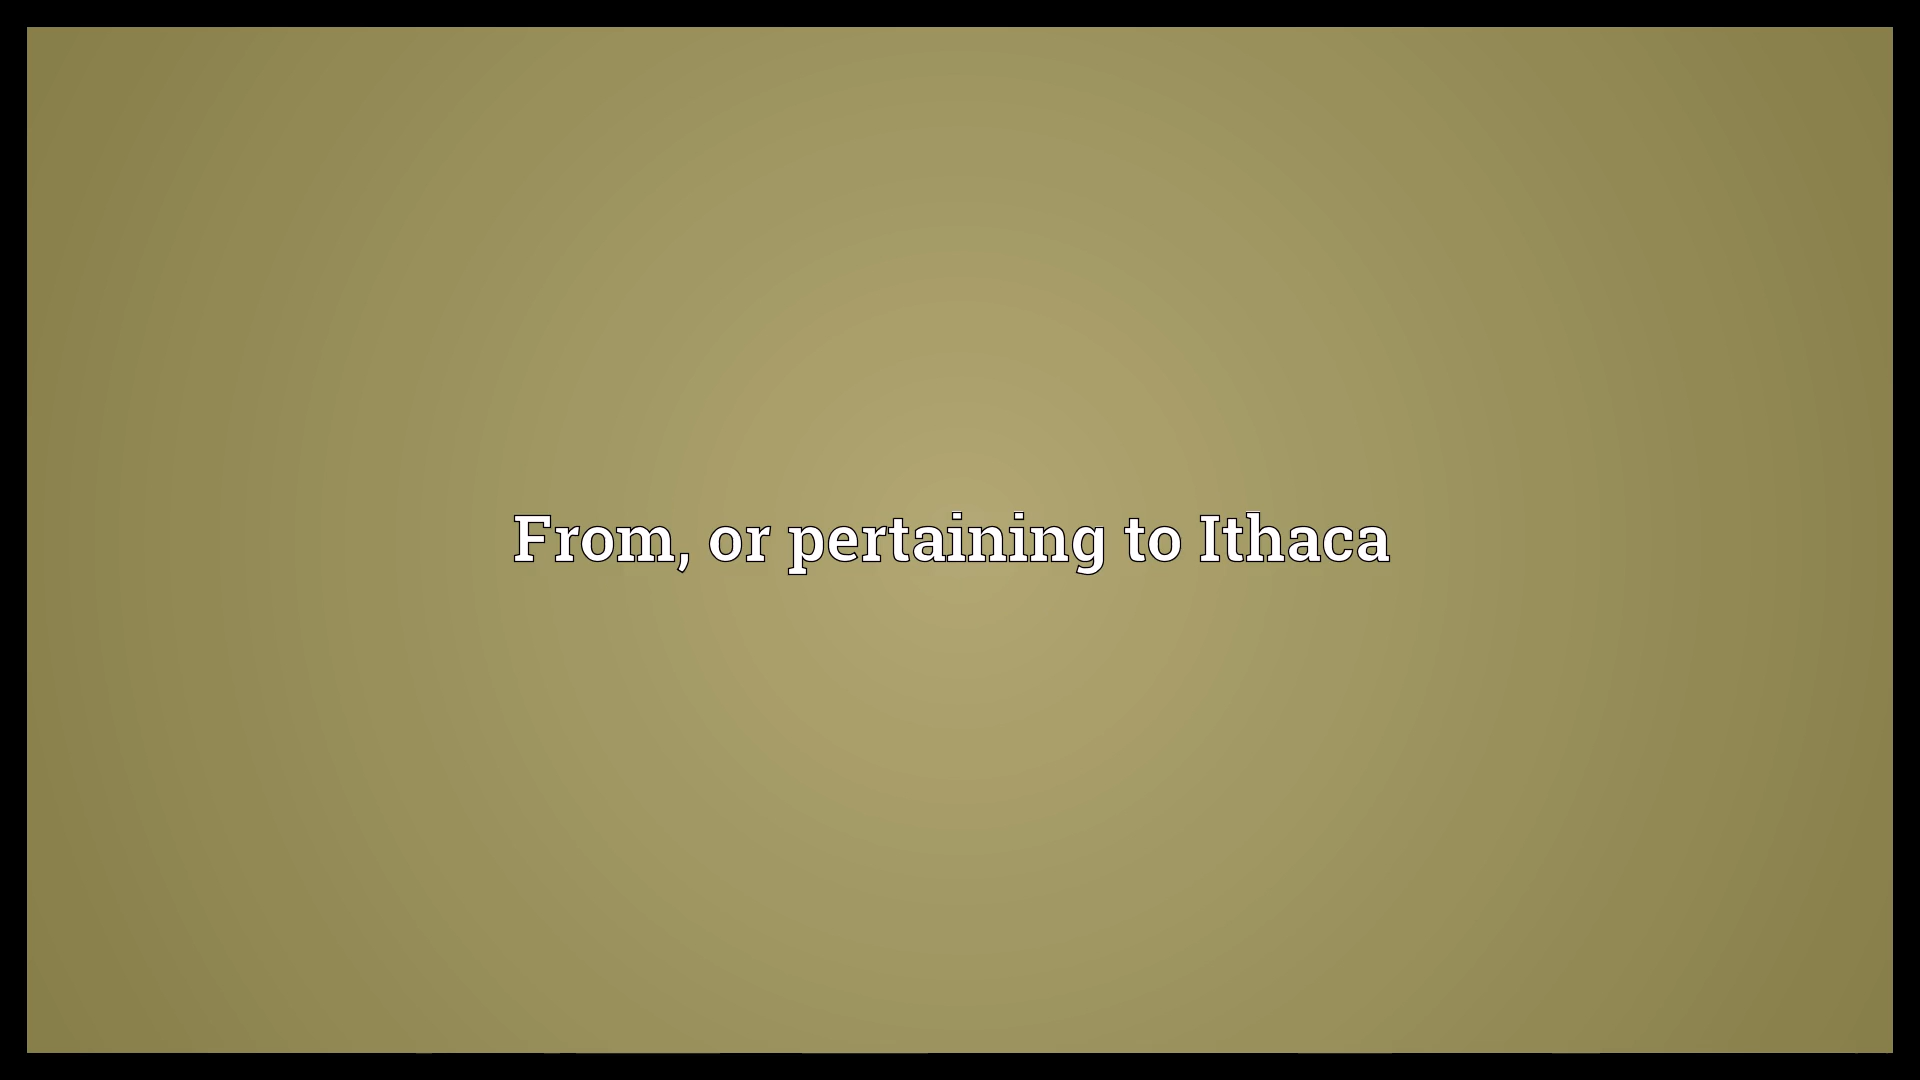 From, or pertaining to Ithaca